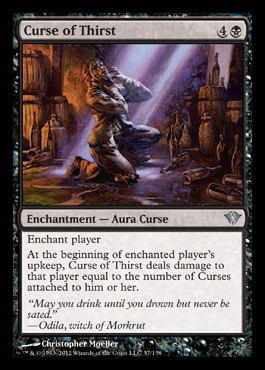 Curse of Thirst 4
Enchantment — Aura Curse
Enchant player
At the beginning of enchanted player's
upkeep, Curse of Thirst deals damage to
that player equal to the number of Curses
attached to him or her.
"May you drink until you drown but never be
sated."
—Odila, witch of Morkrut
Christopher Moeller
™ & © 1993–2012 Wizards of the Coast LLC 57/158